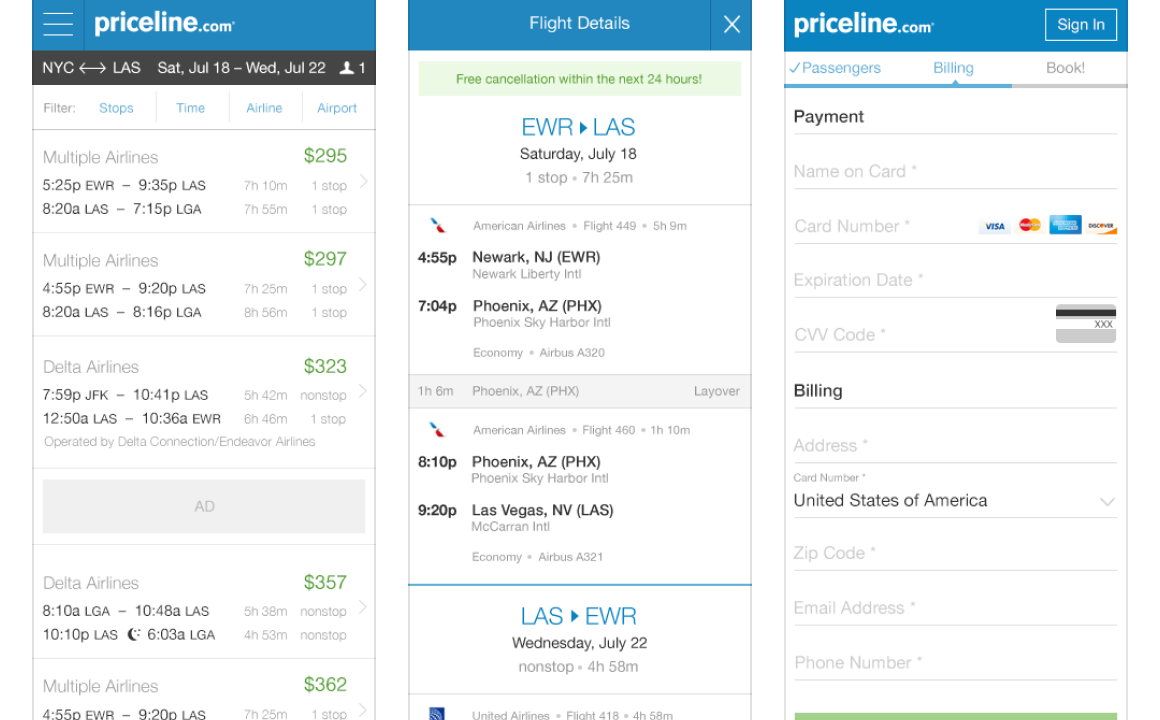 priceline.com
NYC ⟷ LAS Sat, Jul 18 – Wed, Jul 22 1
Filter: Stops Time Airline Airport
Multiple Airlines $295
5:25p EWR – 9:35p LAS 7h 10m 1 stop
8:20a LAS – 7:15p LGA 7h 55m 1 stop
Multiple Airlines $297
4:55p EWR – 9:20p LAS 7h 25m 1 stop
8:20a LAS – 8:16p LGA 8h 56m 1 stop
Delta Airlines $323
7:59p JFK – 10:41p LAS 5h 42m nonstop
12:50a LAS – 10:36a EWR 6h 46m 1 stop
Operated by Delta Connection/Endeavor Airlines
AD
Delta Airlines $357
8:10a LGA – 10:48a LAS 5h 38m nonstop
10:10p LAS 6:03a LGA 4h 53m nonstop
Multiple Airlines $362
4:55p EWR – 9:20p LAS 7h 25m 1 stop
Flight Details
Free cancellation within the next 24 hours!
EWR ▸ LAS
Saturday, July 18
1 stop • 7h 25m
American Airlines • Flight 449 • 5h 9m
4:55p Newark, NJ (EWR)
Newark Liberty Intl
7:04p Phoenix, AZ (PHX)
Phoenix Sky Harbor Intl
Economy • Airbus A320
1h 6m Phoenix, AZ (PHX) Layover
American Airlines • Flight 460 • 1h 10m
8:10p Phoenix, AZ (PHX)
Phoenix Sky Harbor Intl
9:20p Las Vegas, NV (LAS)
McCarran Intl
Economy • Airbus A321
LAS ▸ EWR
Wednesday, July 22
nonstop • 4h 58m
United Airlines • Flight 418 • 4h 58m
priceline.com Sign In
✓Passengers Billing Book!
Payment
Name on Card *
Card Number * VISA MasterCard AMERICAN EXPRESS DISCOVER
Expiration Date *
CVV Code * XXX
Billing
Address *
Card Number *
United States of America
Zip Code *
Email Address *
Phone Number *